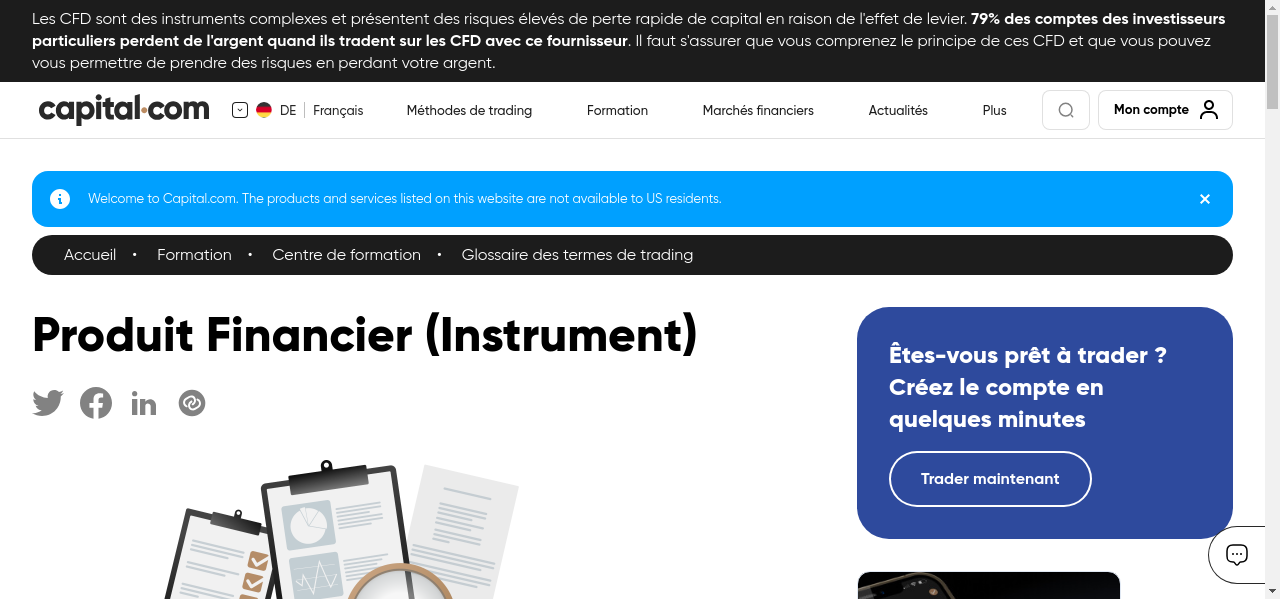 Les CFD sont des instruments complexes et présentent des risques élevés de perte rapide de capital en raison de l'effet de levier. 79% des comptes des investisseurs
particuliers perdent de l'argent quand ils tradent sur les CFD avec ce fournisseur. Il faut s'assurer que vous comprenez le principe de ces CFD et que vous pouvez
vous permettre de prendre des risques en perdant votre argent.
capital.com DE Français Méthodes de trading Formation Marchés financiers Actualités Plus Mon compte
Welcome to Capital.com. The products and services listed on this website are not available to US residents.
Accueil • Formation • Centre de formation • Glossaire des termes de trading
Produit Financier (Instrument)
Êtes-vous prêt à trader ?
Créez le compte en
quelques minutes
Trader maintenant